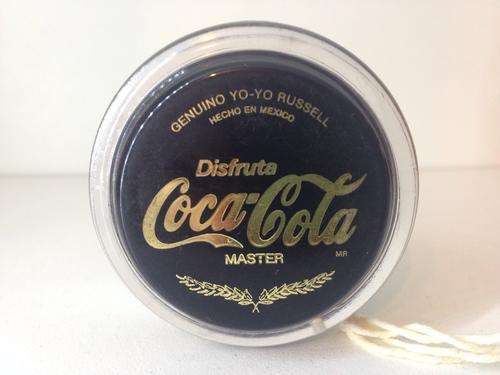 GENUINO YO-YO RUSSELL
HECHO EN MEXICO
Disfruta
Coca-Cola
MASTER
MR